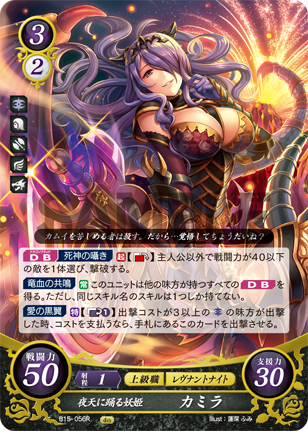 3
2
カムイを苦しめる者は殺す。だから…覚悟してちょうだいね?
DB 死神の囁き 起 主人公以外で戦闘力が40以下
の敵を1体選び、撃破する。
竜血の共鳴 常 このユニットは他の味方が持つすべての DB
を得る。ただし、同じスキル名のスキルは1つしか持てない。
愛の黒翼 特 [1] 出撃コストが3以上の の味方が出撃
した時、コストを支払うなら、手札にあるこのカードを出撃させる。
戦闘力
50
射程 1
上級職
レヴナントナイト
支援力
30
夜天に踊る妖姫 カミラ
B15-056R
Illust:蓮深ふみ